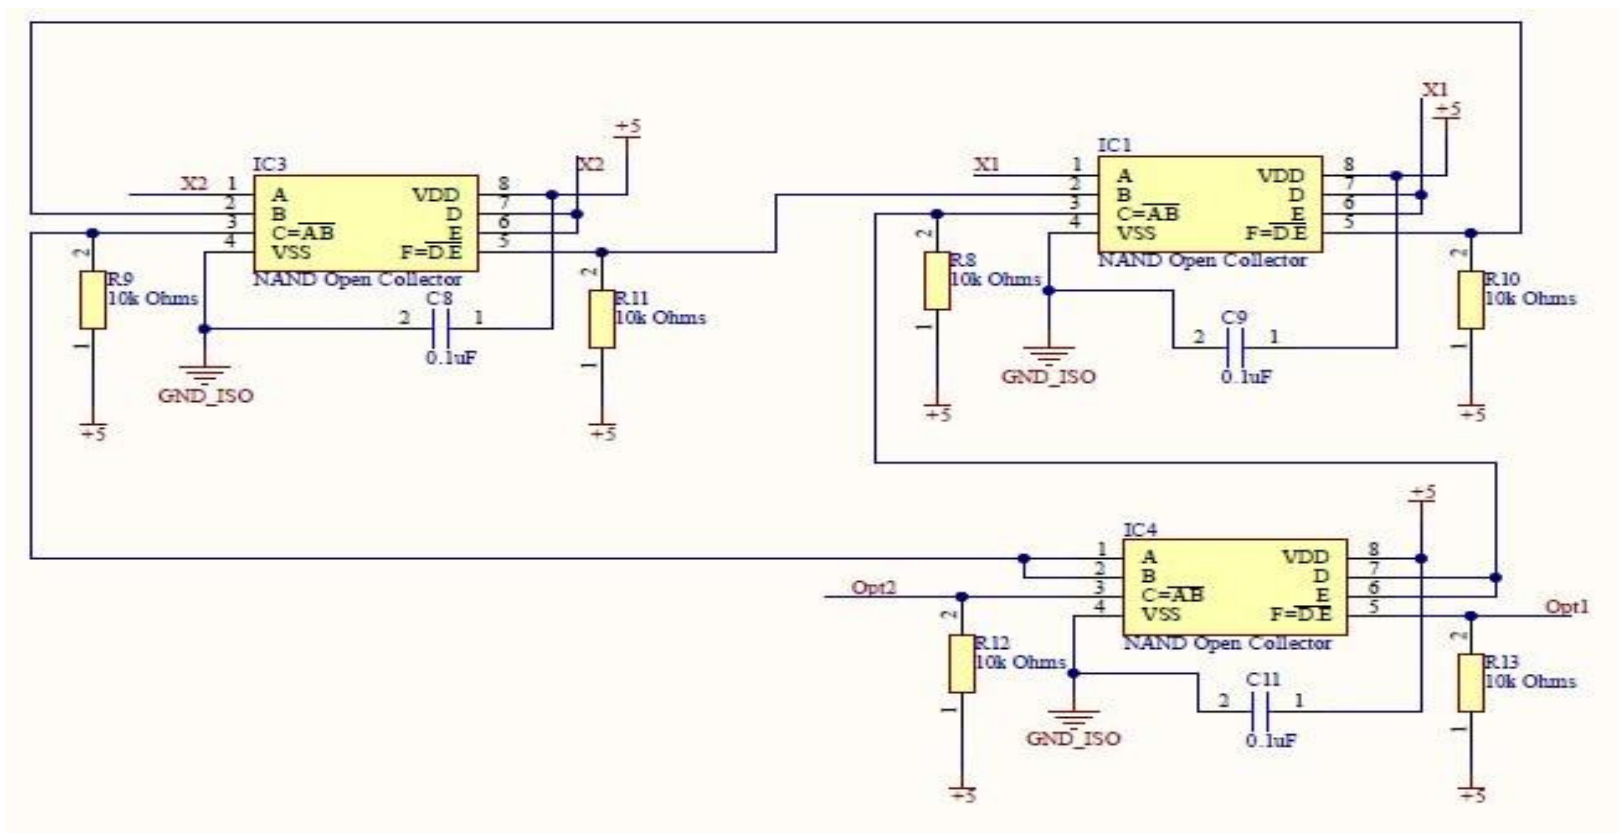 X1
+5
IC1
X1 1 A VDD 8
2 B D 7
3 C=AB E 6
4 VSS F=D.E 5
NAND Open Collector
2 R8
10k Ohms
1
+5
GND_ISO
C9
2 1
0.1uF
2 R10
10k Ohms
1
+5
+5
X2
IC3
X2 1 A VDD 8
2 B D 7
3 C=AB E 6
4 VSS F=D.E 5
NAND Open Collector
2 R9
10k Ohms
1
+5
GND_ISO
C8
2 1
0.1uF
2 R11
10k Ohms
1
+5
+5
IC4
1 A VDD 8
2 B D 7
Opt2 3 C=AB E 6
4 VSS F=D.E 5 Opt1
NAND Open Collector
2 R12
10k Ohms
1
+5
GND_ISO
C11
2 1
0.1uF
2 R13
10k Ohms
1
+5